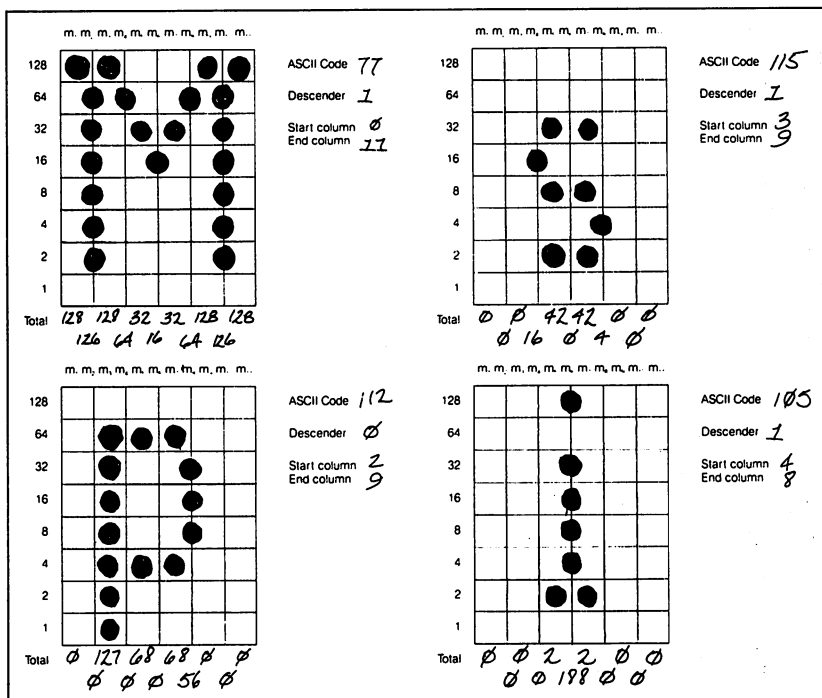 m. m. m. m. m. m. m. m. m. m. m..
128
64
32
16
8
4
2
1
Total 128 128 32 32 128 128
126 64 16 64 126
ASCII Code 77
Descender 1
Start column 0
End column 11
m. m. m. m. m. m. m. m. m. m. m..
128
64
32
16
8
4
2
1
Total 0 0 42 42 0 0
0 16 0 4 0
ASCII Code 115
Descender 1
Start column 3
End column 9
m. m. m. m. m. m. m. m. m. m. m..
128
64
32
16
8
4
2
1
Total 0 127 68 68 0 0
0 0 0 56 0
ASCII Code 112
Descender 0
Start column 2
End column 9
m. m. m. m. m. m. m. m. m. m. m..
128
64
32
16
8
4
2
1
Total 0 0 2 2 0 0
0 0 188 0 0
ASCII Code 105
Descender 1
Start column 4
End column 8